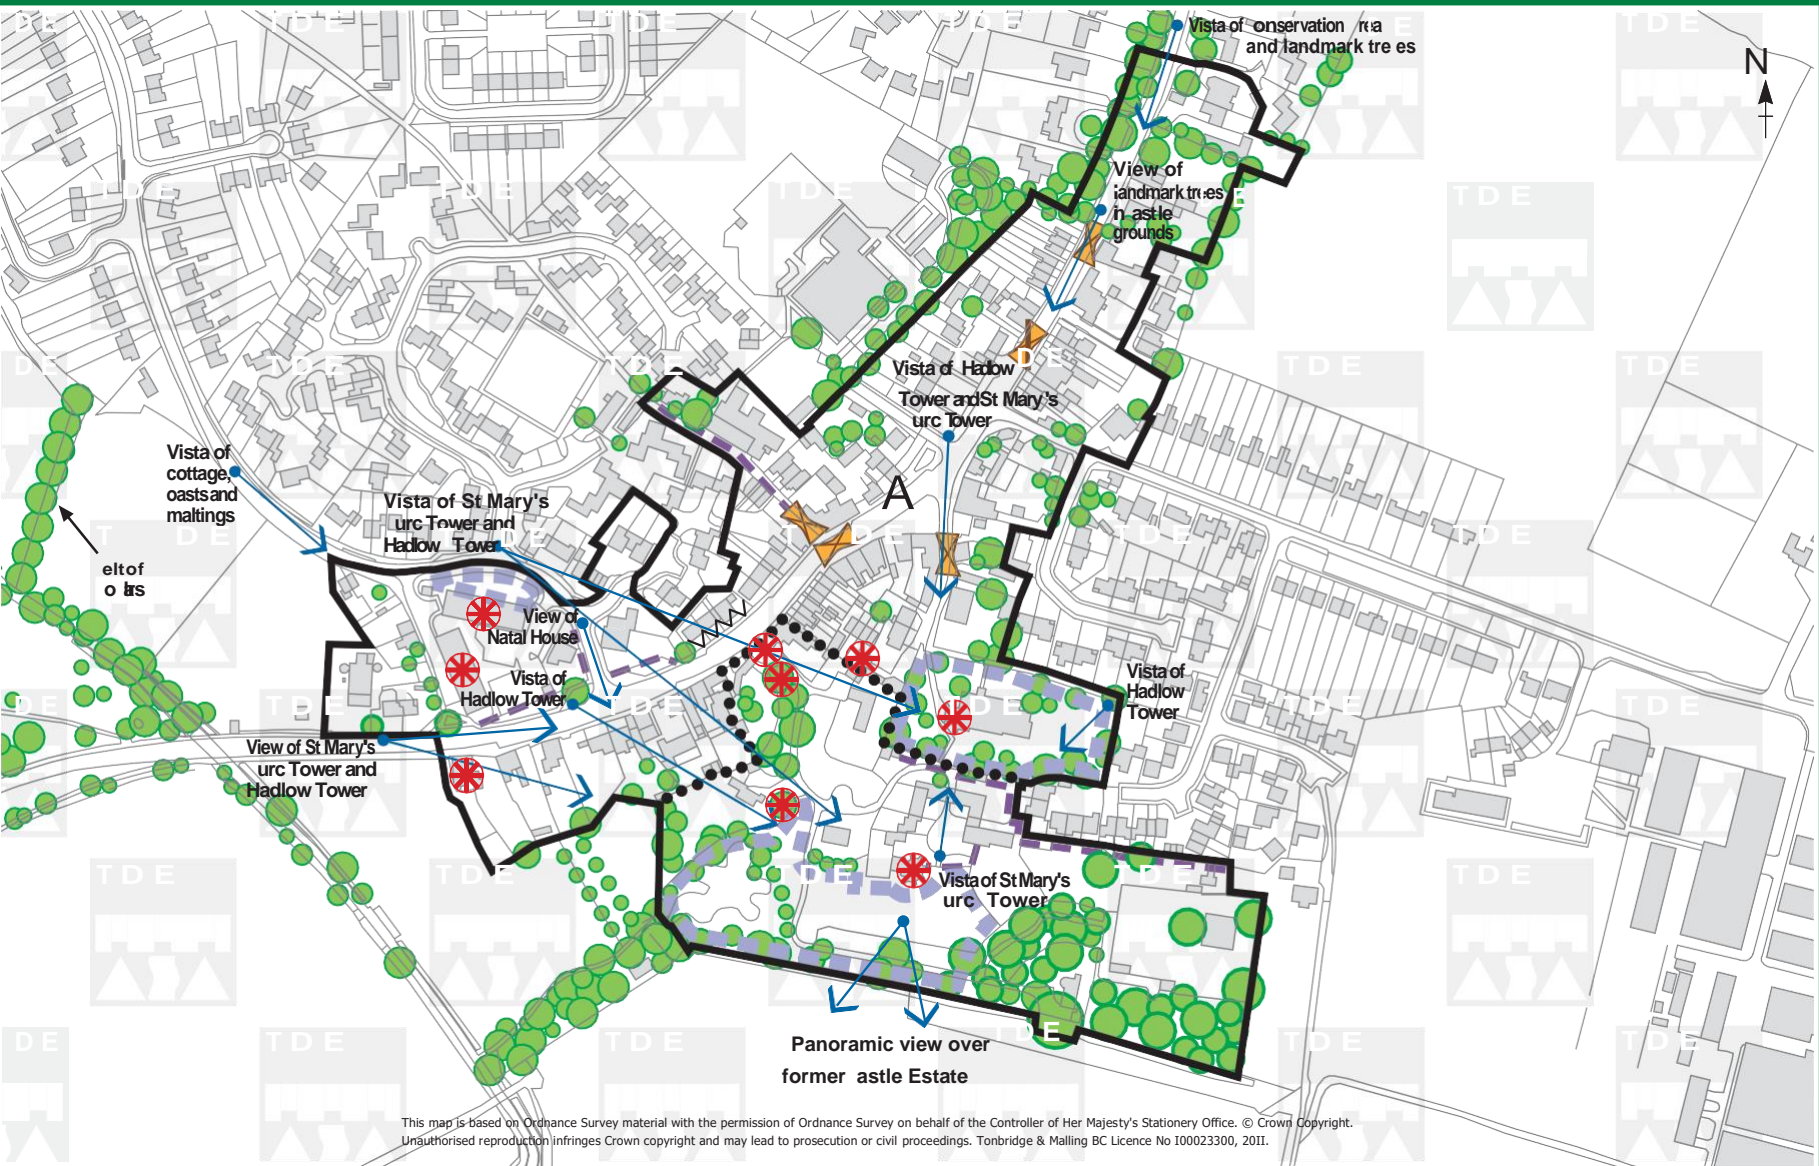 Vista of onservation rea
and landmark tre es
N
View of
landmark trees
in astle
grounds
Vista of Hadlow
Tower and St Mary's
urc Tower
A
Vista of
cottage,
oasts and
maltings
Vista of St Mary's
urc Tower and
Hadlow Tower
elt of
View of
Natal House
Vista of
Hadlow Tower
View of St Mary's
urc Tower and
Hadlow Tower
Vista of
Hadlow
Tower
Vista of St Mary's
urc Tower
Panoramic view over
former astle Estate
This map is based on Ordnance Survey material with the permission of Ordnance Survey on behalf of the Controller of Her Majesty's Stationery Office. © Crown Copyright.
Unauthorised reproduction infringes Crown copyright and may lead to prosecution or civil proceedings. Tonbridge & Malling BC Licence No I00023300, 20II.